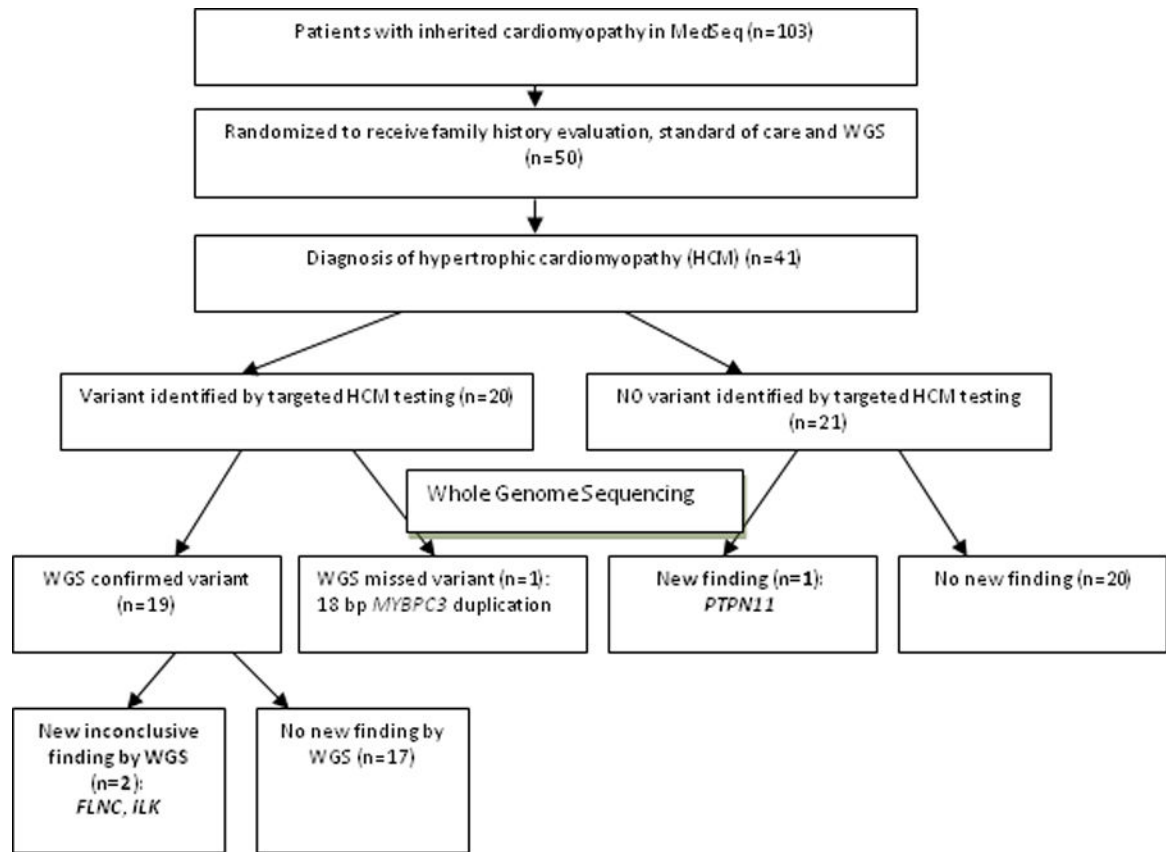 Patients with inherited cardiomyopathy in MedSeq (n=103)
Randomized to receive family history evaluation, standard of care and WGS
(n=50)
Diagnosis of hypertrophic cardiomyopathy (HCM) (n=41)
Variant identified by targeted HCM testing (n=20)
NO variant identified by targeted HCM testing
(n=21)
Whole Genome Sequencing
WGS confirmed variant
(n=19)
WGS missed variant (n=1):
18 bp MYBPC3 duplication
New finding (n=1):
PTPN11
No new finding (n=20)
New inconclusive
finding by WGS
(n=2):
FLNC, ILK
No new finding by
WGS (n=17)